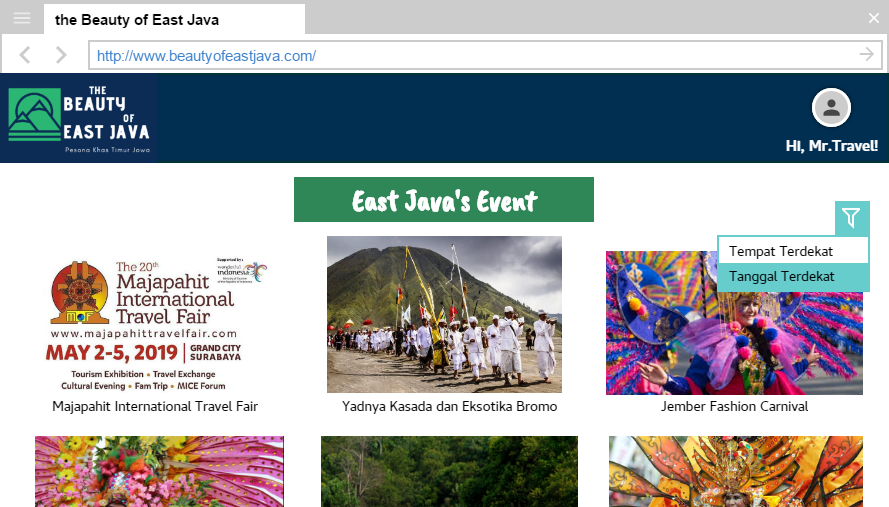 the Beauty of East Java
http://www.beautyofeastjava.com/
THE
BEAUTY
OF
EAST JAVA
Pesona Khas Timur Jawa
Hi, Mr.Travel!
East Java's Event
Tempat Terdekat
Tanggal Terdekat
Supported by:
wonderful
indonesia
The 20th
Majapahit
International
Travel Fair
MTF
www.majapahittravelfair.com
MAY 2-5, 2019 | GRAND CITY
SURABAYA
Tourism Exhibition • Travel Exchange
Cultural Evening • Fam Trip • MICE Forum
Majapahit International Travel Fair
Yadnya Kasada dan Eksotika Bromo
Jember Fashion Carnival